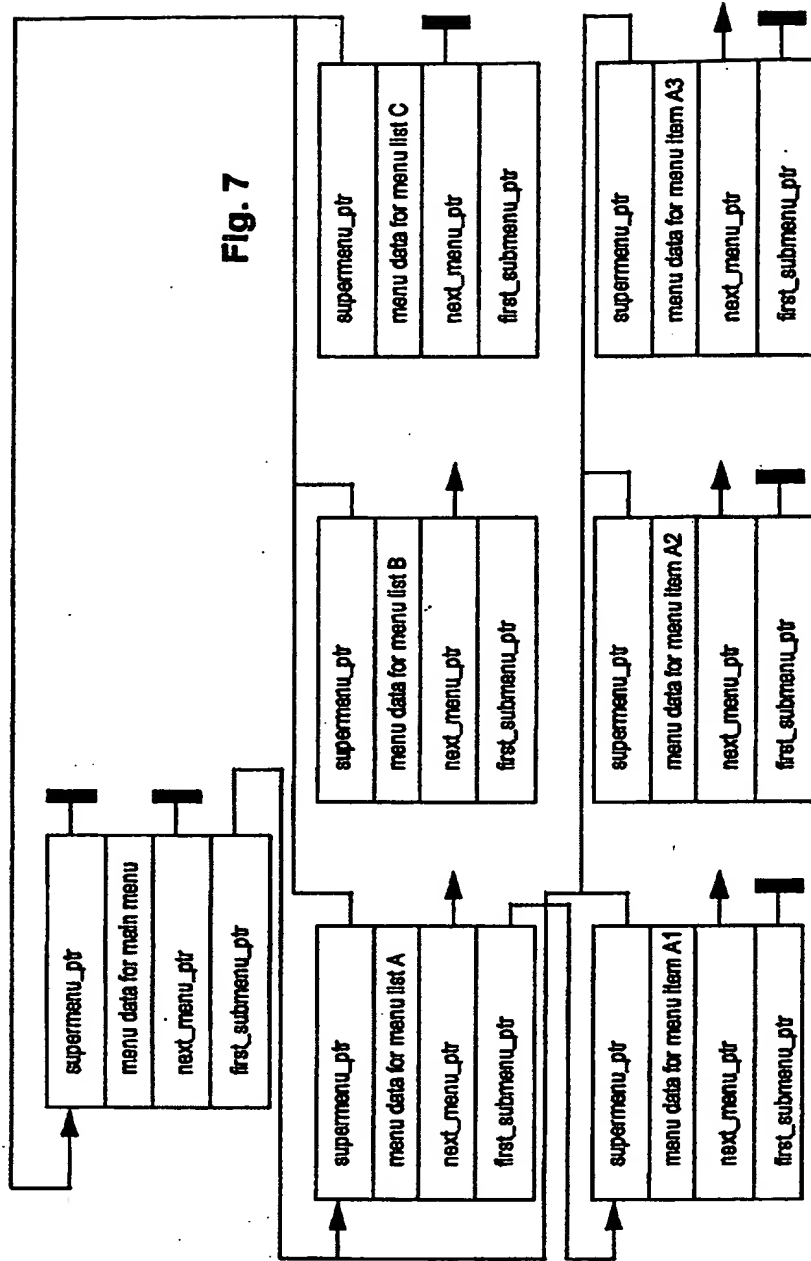 supermenu_ptr
menu data for main menu
next_menu_ptr
first_submenu_ptr
supermenu_ptr
menu data for menu list A
next_menu_ptr
first_submenu_ptr
supermenu_ptr
menu data for menu list B
next_menu_ptr
first_submenu_ptr
supermenu_ptr
menu data for menu list C
next_menu_ptr
first_submenu_ptr
supermenu_ptr
menu data for menu item A1
next_menu_ptr
first_submenu_ptr
supermenu_ptr
menu data for menu item A2
next_menu_ptr
first_submenu_ptr
supermenu_ptr
menu data for menu item A3
next_menu_ptr
first_submenu_ptr
Fig. 7